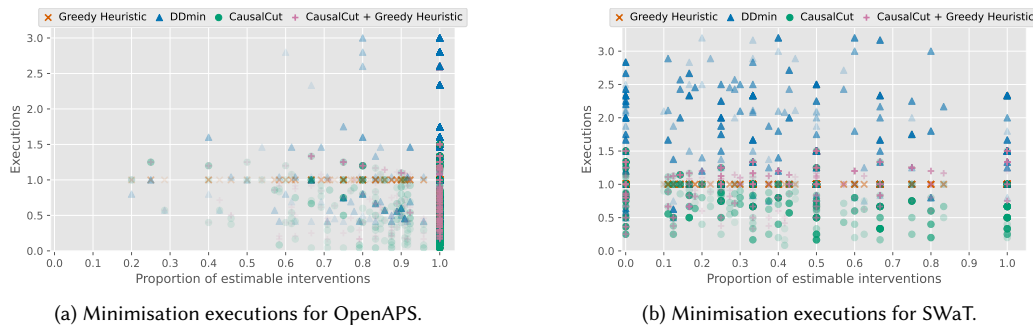 Greedy Heuristic DDmin CausalCut CausalCut + Greedy Heuristic
3.0
2.5
2.0
1.5
1.0
0.5
0.0
Executions
0.0 0.1 0.2 0.3 0.4 0.5 0.6 0.7 0.8 0.9 1.0
Proportion of estimable interventions
(a) Minimisation executions for OpenAPS.
Greedy Heuristic DDmin CausalCut CausalCut + Greedy Heuristic
3.0
2.5
2.0
1.5
1.0
0.5
0.0
Executions
0.0 0.1 0.2 0.3 0.4 0.5 0.6 0.7 0.8 0.9 1.0
Proportion of estimable interventions
(b) Minimisation executions for SWaT.